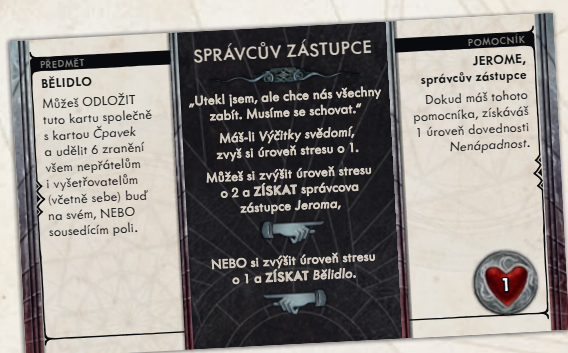 PŘEDMĚT
BĚLIDLO
Můžeš ODLOŽIT
tuto kartu společně
s kartou Čpavek
a udělit 6 zranění
všem nepřátelům
i vyšetřovatelům
(včetně sebe) buď
na svém, NEBO
sousedícím poli.
SPRÁVCŮV ZÁSTUPCE
„Utekl jsem, ale chce nás všechny
zabít. Musíme se schovat.“
Máš-li Výčitky svědomí,
zvyš si úroveň stresu o 1.
Můžeš si zvýšit úroveň stresu
o 2 a ZÍSKAT správcova
zástupce Jeroma,
NEBO si zvýšit úroveň stresu
o 1 a ZÍSKAT Bělidlo.
POMOCNÍK
JEROME,
správcův zástupce
Dokud máš tohoto
pomocníka, získáváš
1 úroveň dovednosti
Nenápadnost.
1